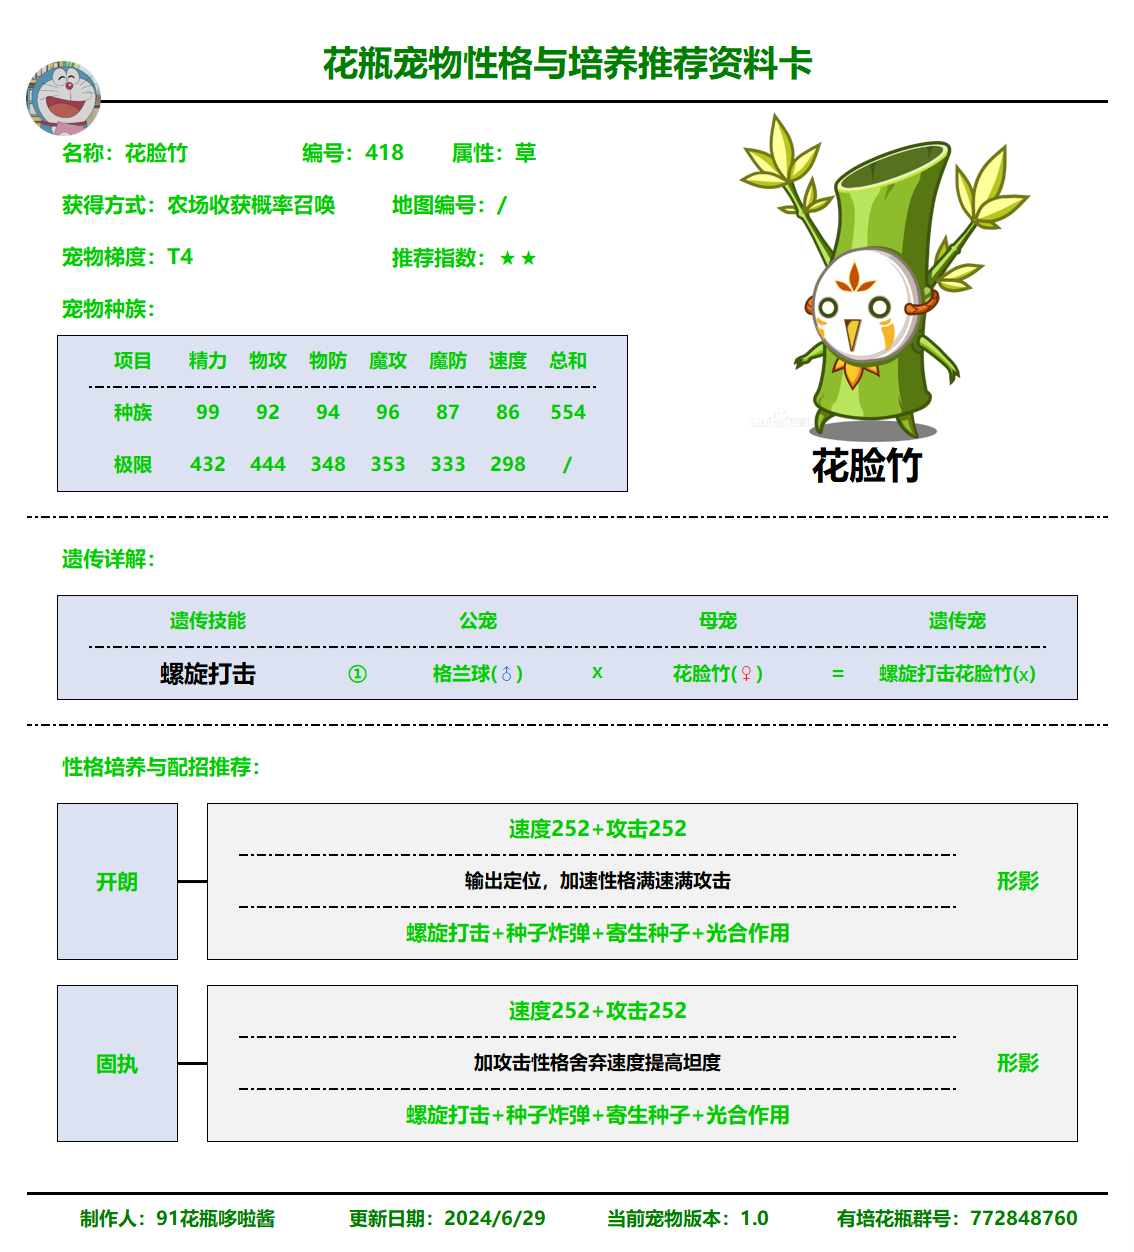 花瓶宠物性格与培养推荐资料卡
名称：花脸竹 编号：418 属性：草
获得方式：农场收获概率召唤 地图编号：/
宠物梯度：T4 推荐指数：★★
宠物种族：
项目 精力 物攻 物防 魔攻 魔防 速度 总和
种族 99 92 94 96 87 86 554
极限 432 444 348 353 333 298 /
花脸竹
遗传详解：
遗传技能 公宠 母宠 遗传宠
螺旋打击 ① 格兰球(♂) x 花脸竹(♀) = 螺旋打击花脸竹(x)
性格培养与配招推荐：
开朗
速度252+攻击252
输出定位，加速性格满速满攻击
螺旋打击+种子炸弹+寄生种子+光合作用
形影
固执
速度252+攻击252
加攻击性格舍弃速度提高坦度
螺旋打击+种子炸弹+寄生种子+光合作用
形影
制作人：91花瓶哆啦酱 更新日期：2024/6/29 当前宠物版本：1.0 有培花瓶群号：772848760